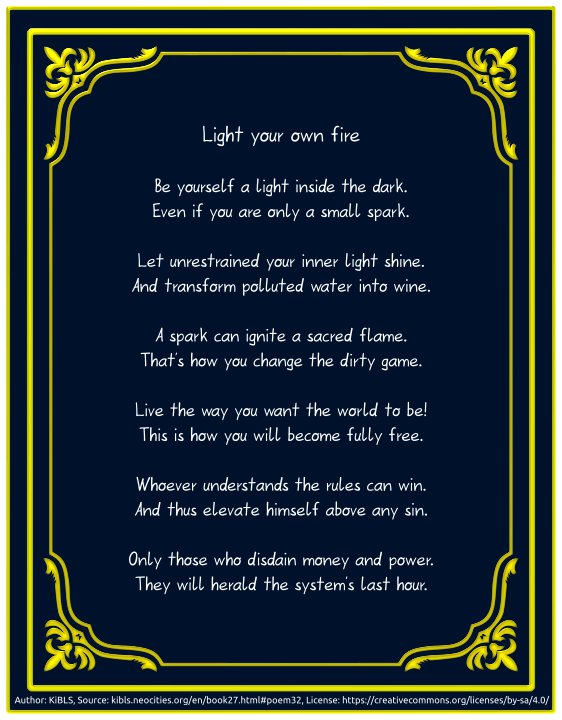 Light your own fire
Be yourself a light inside the dark.
Even if you are only a small spark.
Let unrestrained your inner light shine.
And transform polluted water into wine.
A spark can ignite a sacred flame.
That's how you change the dirty game.
Live the way you want the world to be!
This is how you will become fully free.
Whoever understands the rules can win.
And thus elevate himself above any sin.
Only those who disdain money and power.
They will herald the system's last hour.
Author: KiBLS, Source: kibls.neocities.org/en/book27.html#poem32, License: https://creativecommons.org/licenses/by-sa/4.0/